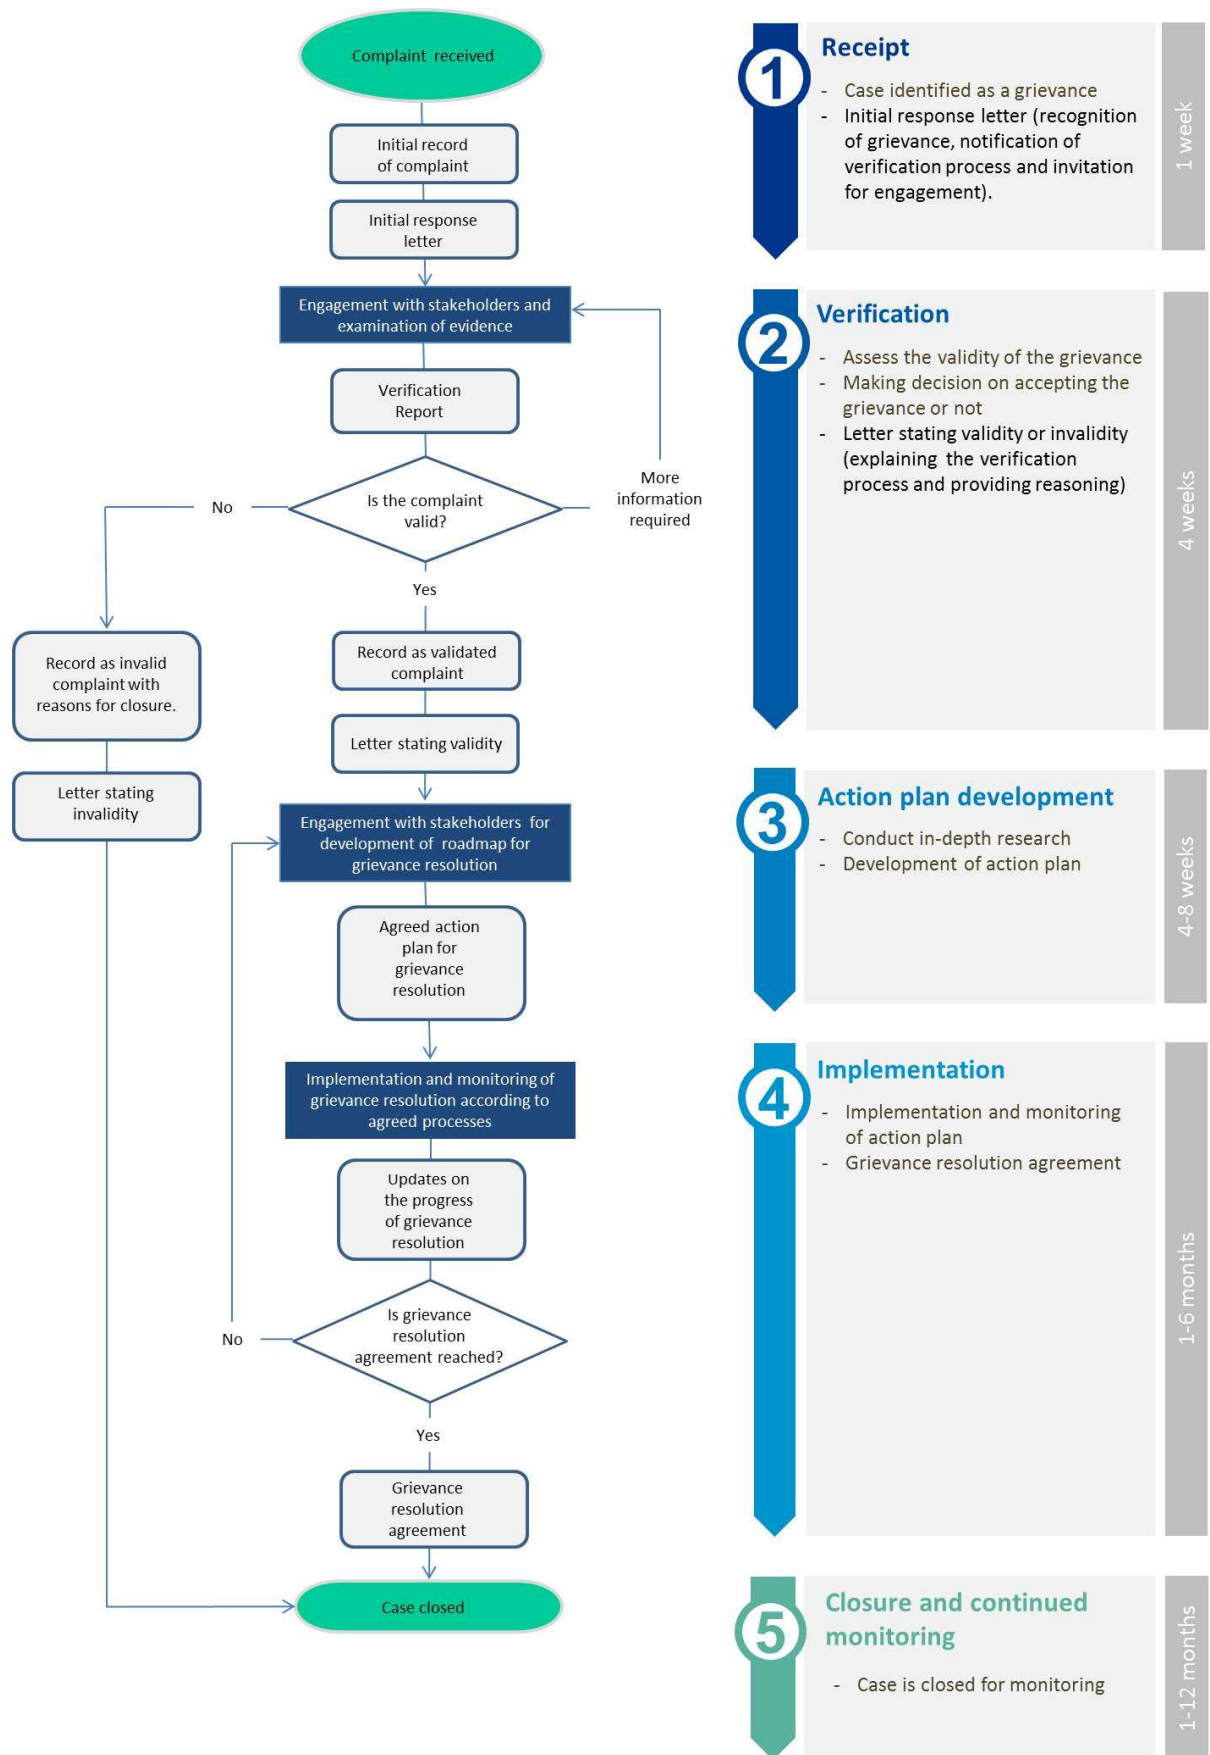 Complaint received
Initial record
of complaint
Initial response
letter
Engagement with stakeholders and
examination of evidence
Verification
Report
Is the complaint
valid?
No
More
information
required
Yes
Record as invalid
complaint with
reasons for closure.
Letter stating
invalidity
Record as validated
complaint
Letter stating validity
Engagement with stakeholders for
development of roadmap for
grievance resolution
Agreed action
plan for
grievance
resolution
Implementation and monitoring of
grievance resolution according to
agreed processes
Updates on
the progress
of grievance
resolution
Is grievance
resolution
agreement reached?
No
Yes
Grievance
resolution
agreement
Case closed
1
Receipt
- Case identified as a grievance
- Initial response letter (recognition
of grievance, notification of
verification process and invitation
for engagement).
1 week
2
Verification
- Assess the validity of the grievance
- Making decision on accepting the
grievance or not
- Letter stating validity or invalidity
(explaining the verification
process and providing reasoning)
4 weeks
3
Action plan development
- Conduct in-depth research
- Development of action plan
4-8 weeks
4
Implementation
- Implementation and monitoring
of action plan
- Grievance resolution agreement
1-6 months
5
Closure and continued
monitoring
- Case is closed for monitoring
1-12 months